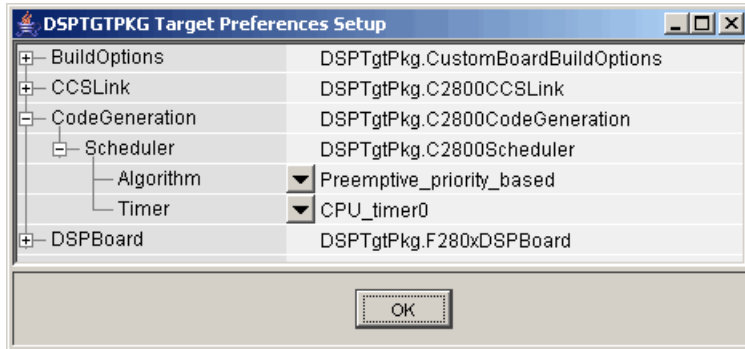 DSPTGTPKG Target Preferences Setup
BuildOptions DSPTgtPkg.CustomBoardBuildOptions
CCSLink DSPTgtPkg.C2800CCSLink
CodeGeneration DSPTgtPkg.C2800CodeGeneration
Scheduler DSPTgtPkg.C2800Scheduler
Algorithm Preemptive_priority_based
Timer CPU_timer0
DSPBoard DSPTgtPkg.F280xDSPBoard
OK